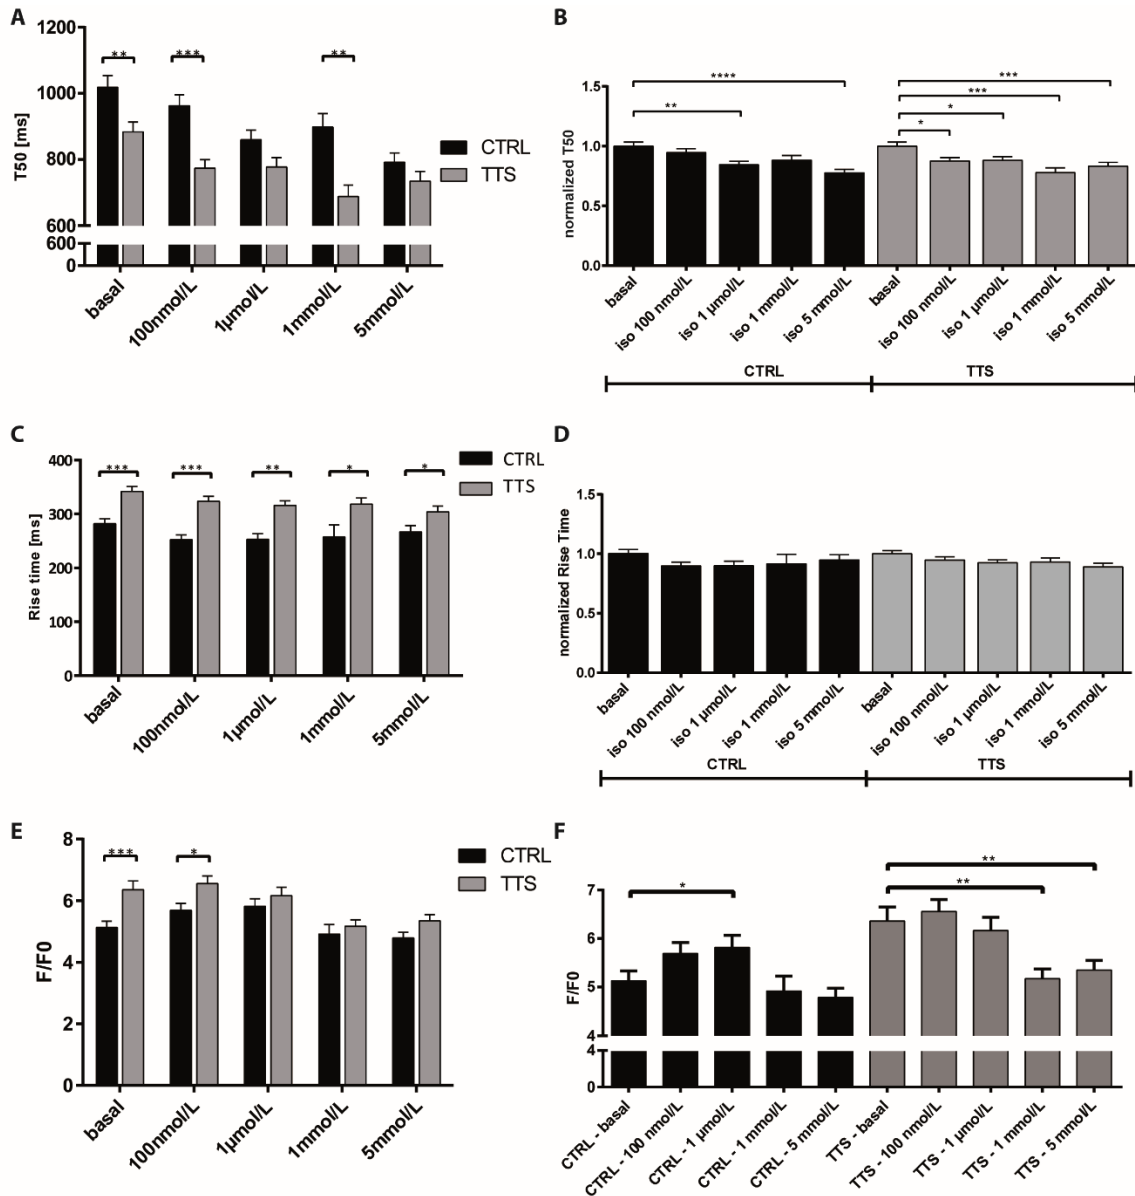 A
1200
1000
800
600
600
0
T50 [ms]
**
***
**
CTRL
TTS
basal
100nmol/L
1µmol/L
1mmol/L
5mmol/L
B
1.5
1.0
0.5
0.0
normalized T50
****
**
***
***
*
*
basal
iso 100 nmol/L
iso 1 µmol/L
iso 1 mmol/L
iso 5 mmol/L
basal
iso 100 nmol/L
iso 1 µmol/L
iso 1 mmol/L
iso 5 mmol/L
CTRL
TTS
C
400
300
200
100
0
Rise time [ms]
***
***
**
*
*
CTRL
TTS
basal
100nmol/L
1µmol/L
1mmol/L
5mmol/L
D
1.5
1.0
0.5
0.0
normalized Rise Time
basal
iso 100 nmol/L
iso 1 µmol/L
iso 1 mmol/L
iso 5 mmol/L
basal
iso 100 nmol/L
iso 1 µmol/L
iso 1 mmol/L
iso 5 mmol/L
CTRL
TTS
E
8
6
4
2
0
F/F0
***
*
CTRL
TTS
basal
100nmol/L
1µmol/L
1mmol/L
5mmol/L
F
7
6
5
4
4
0
F/F0
*
**
**
CTRL - basal
CTRL - 100 nmol/L
CTRL - 1 µmol/L
CTRL - 1 mmol/L
CTRL - 5 mmol/L
TTS - basal
TTS - 100 nmol/L
TTS - 1 µmol/L
TTS - 1 mmol/L
TTS - 5 mmol/L